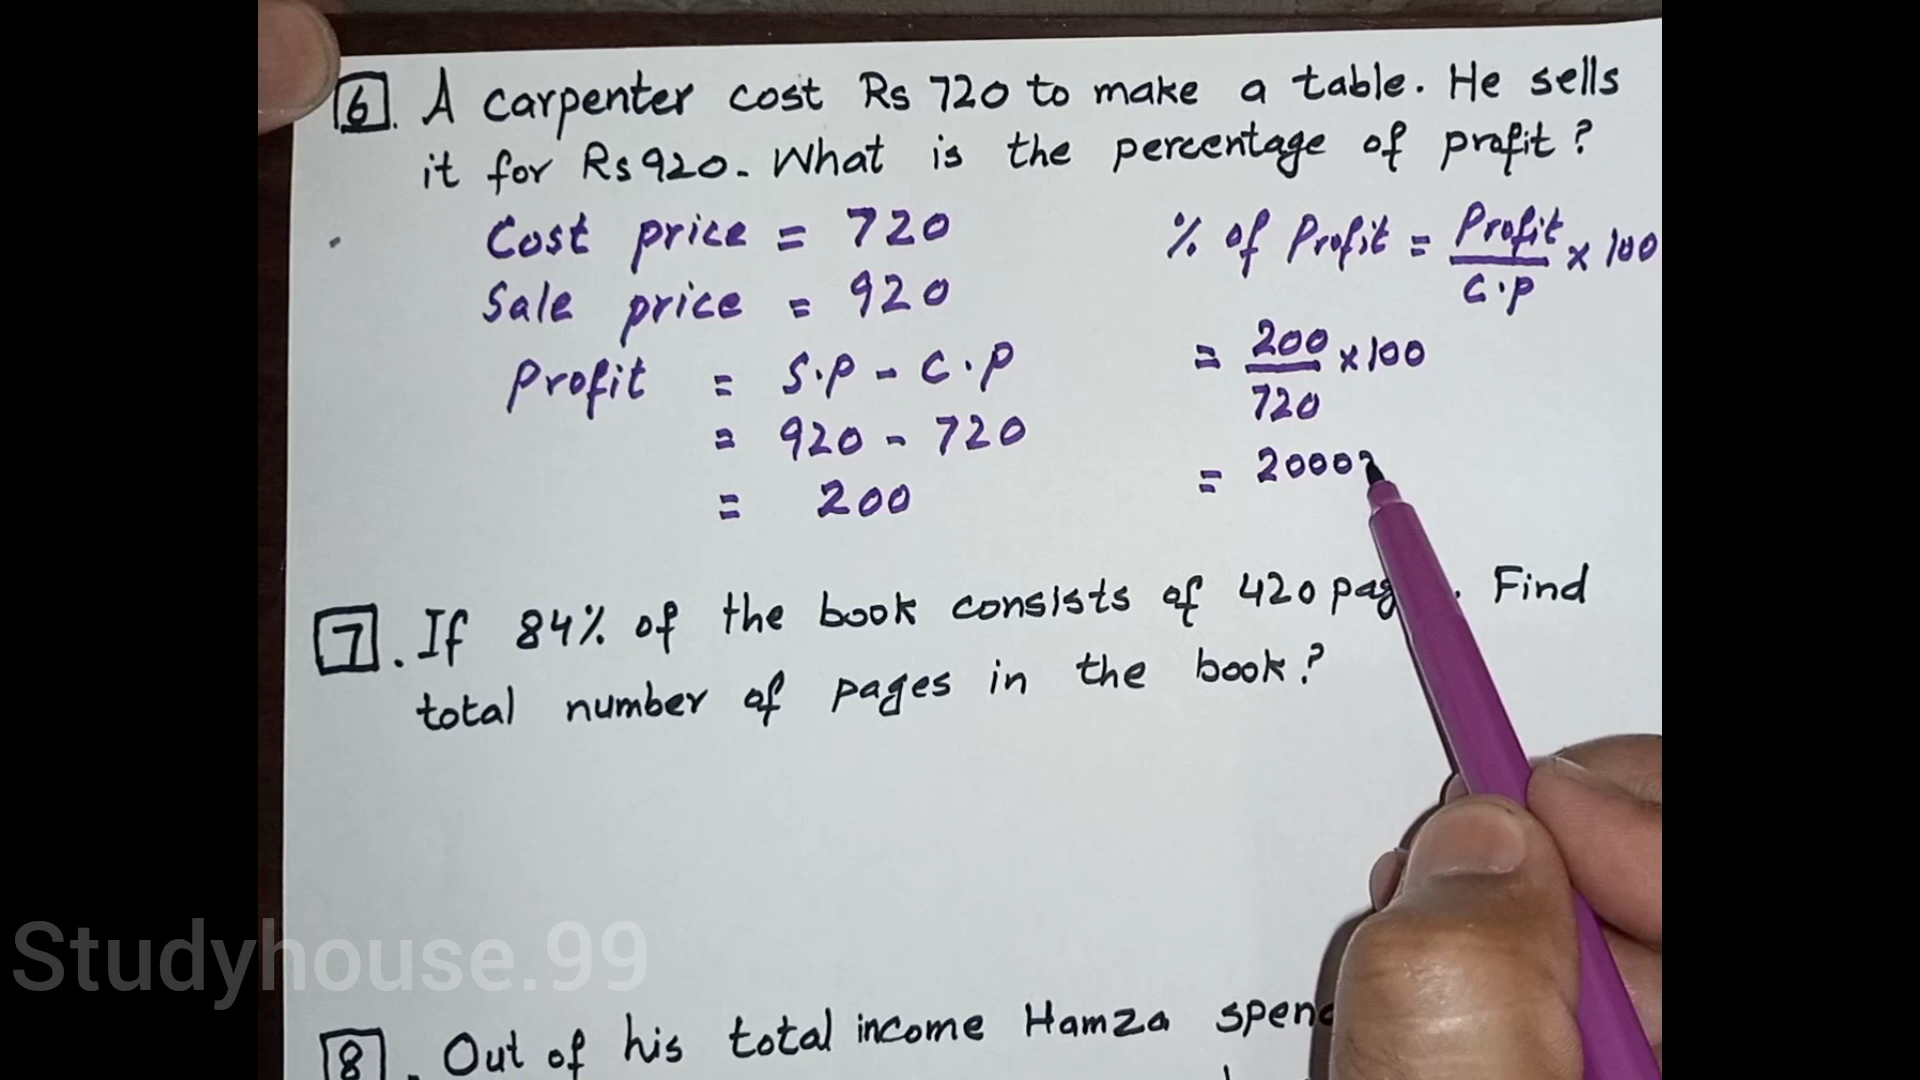 6. A carpenter cost Rs 720 to make a table. He sells
it for Rs 920. What is the percentage of profit?
Cost price = 720
Sale price = 920
Profit = S.P - C.P
= 920 - 720
= 200
% of Profit = Profit / C.P × 100
= 200 / 720 × 100
= 2000
7. If 84% of the book consists of 420 . Find
total number of pages in the book?
8. Out of his total income Hamza
Studyhouse.99